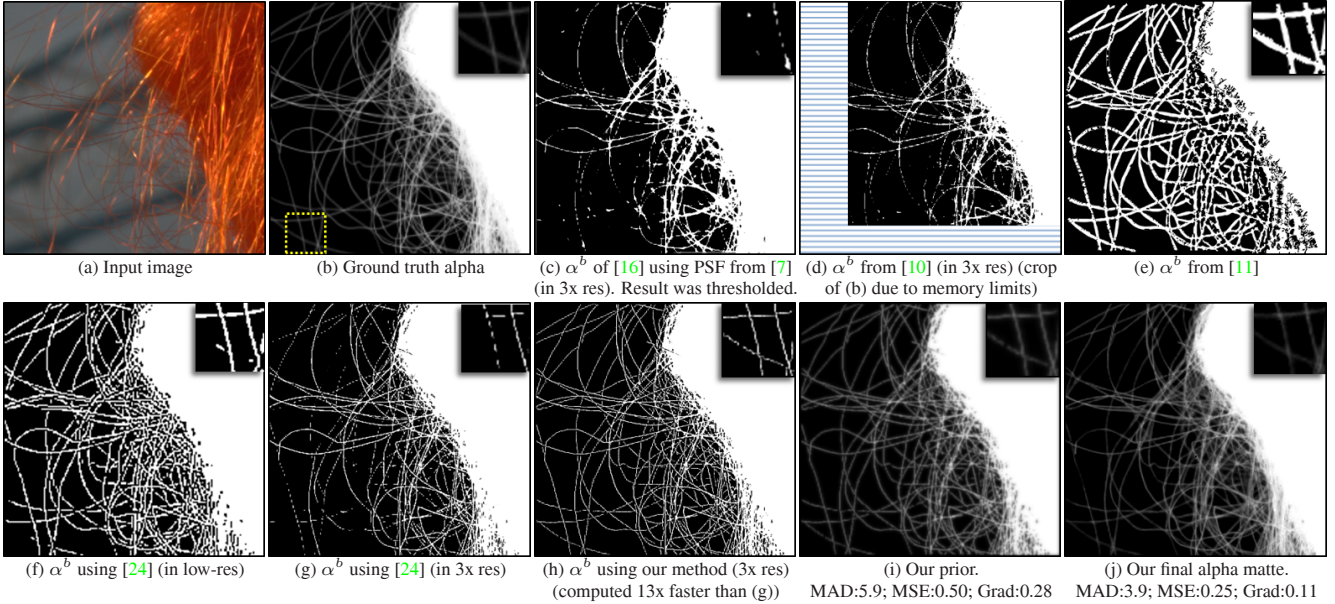 (a) Input image
(b) Ground truth alpha
(c) α^b of [16] using PSF from [7]
(in 3x res). Result was thresholded.
(d) α^b from [10] (in 3x res) (crop
of (b) due to memory limits)
(e) α^b from [11]
(f) α^b using [24] (in low-res)
(g) α^b using [24] (in 3x res)
(h) α^b using our method (3x res)
(computed 13x faster than (g))
(i) Our prior.
MAD:5.9; MSE:0.50; Grad:0.28
(j) Our final alpha matte.
MAD:3.9; MSE:0.25; Grad:0.11